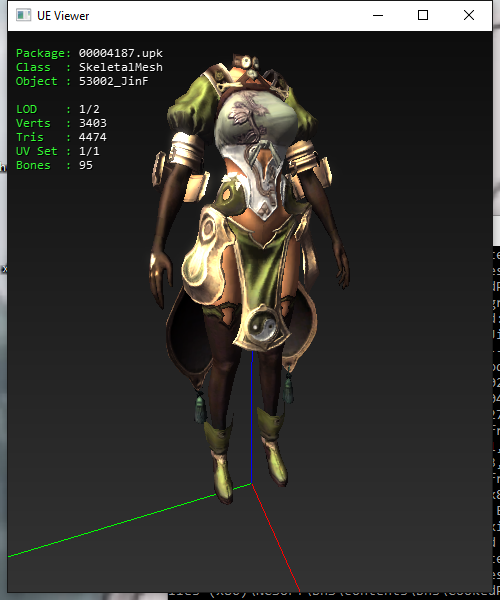 UE Viewer
Package: 00004187.upk
Class : SkeletalMesh
Object : 53002_JinF
LOD : 1/2
Verts : 3403
Tris : 4474
UV Set : 1/1
Bones : 95